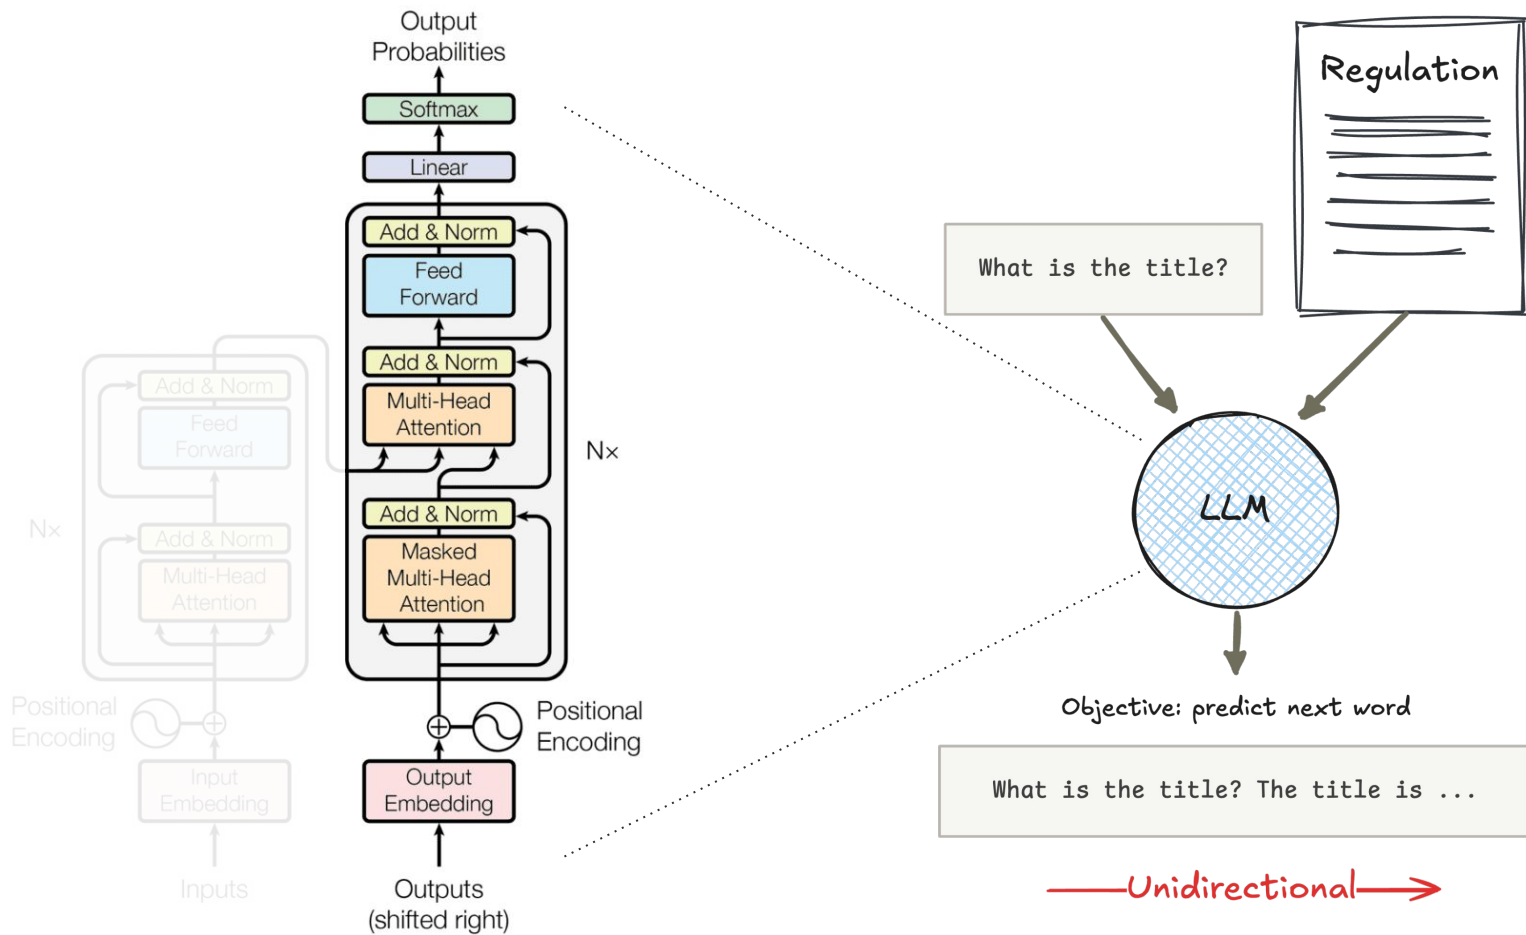 Output
Probabilities
Softmax
Linear
Add & Norm
Feed
Forward
Add & Norm
Multi-Head
Attention
Nx
Add & Norm
Masked
Multi-Head
Attention
Positional
Encoding
Output
Embedding
Outputs
(shifted right)
Add & Norm
Feed
Forward
Nx
Add & Norm
Multi-Head
Attention
Positional
Encoding
Input
Embedding
Inputs
Regulation
What is the title?
LLM
Objective: predict next word
What is the title? The title is ...
Unidirectional